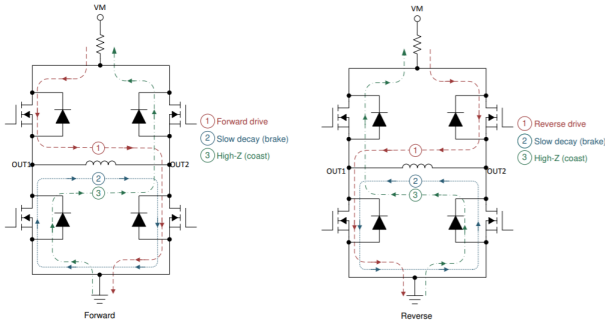 VM
1
OUT1
OUT2
2
3
1 Forward drive
2 Slow decay (brake)
3 High-Z (coast)
Forward
VM
1
OUT1
OUT2
2
3
1 Reverse drive
2 Slow decay (brake)
3 High-Z (coast)
Reverse